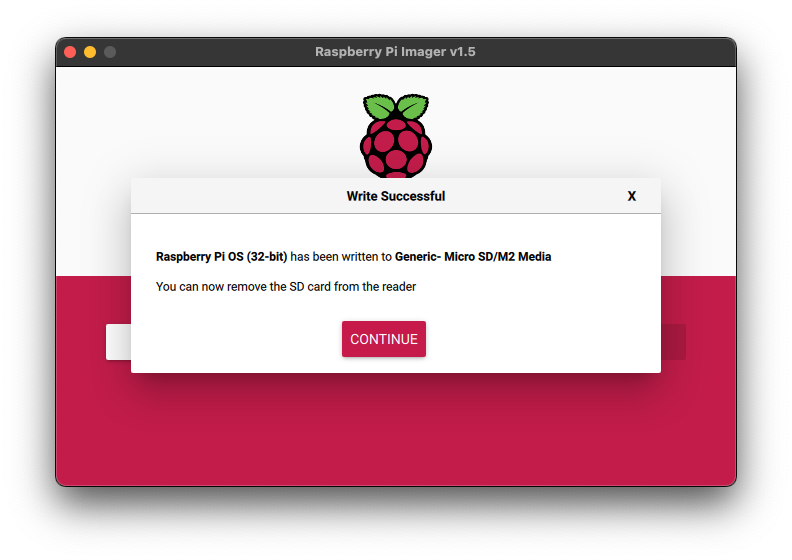 Raspberry Pi Imager v1.5
Write Successful
X
Raspberry Pi OS (32-bit) has been written to Generic- Micro SD/M2 Media
You can now remove the SD card from the reader
CONTINUE